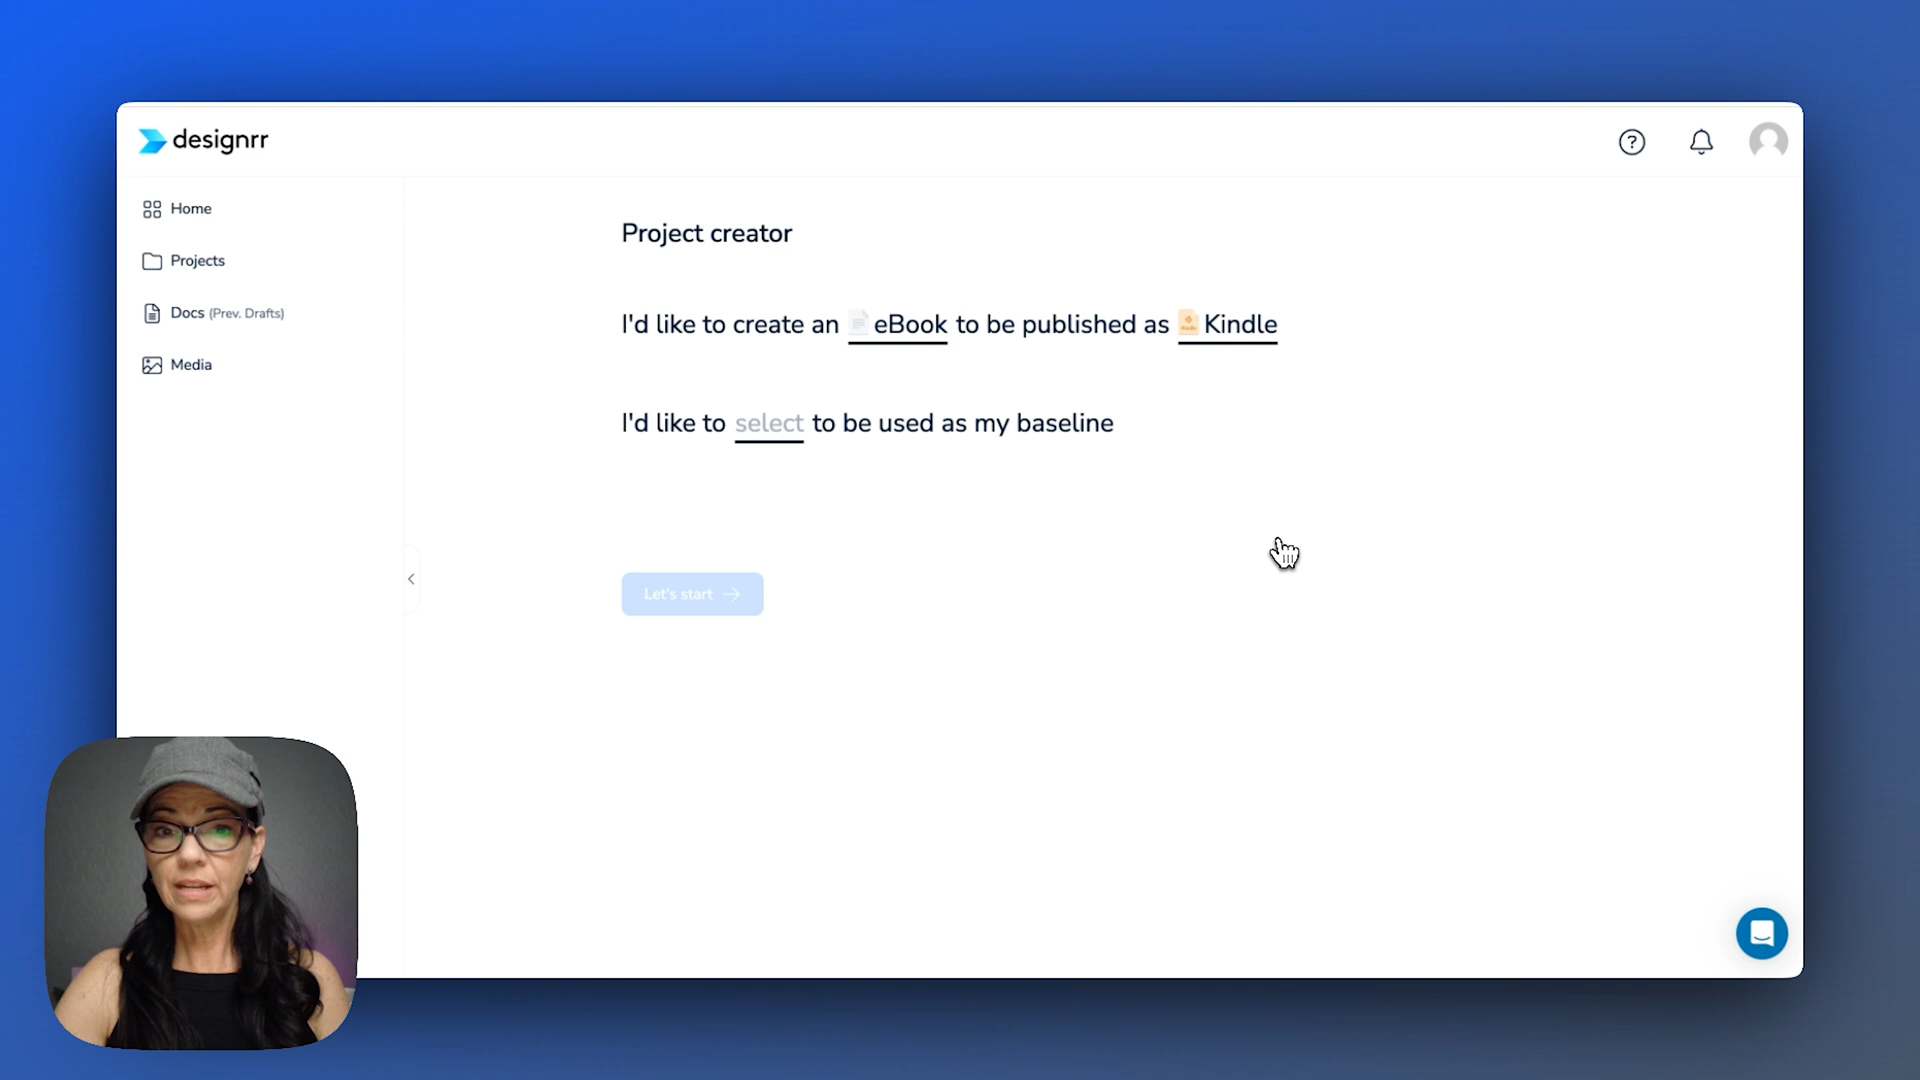 designrr
Home
Projects
Docs (Prev. Drafts)
Media
Project creator
I'd like to create an eBook to be published as Kindle
I'd like to select to be used as my baseline
Let's start